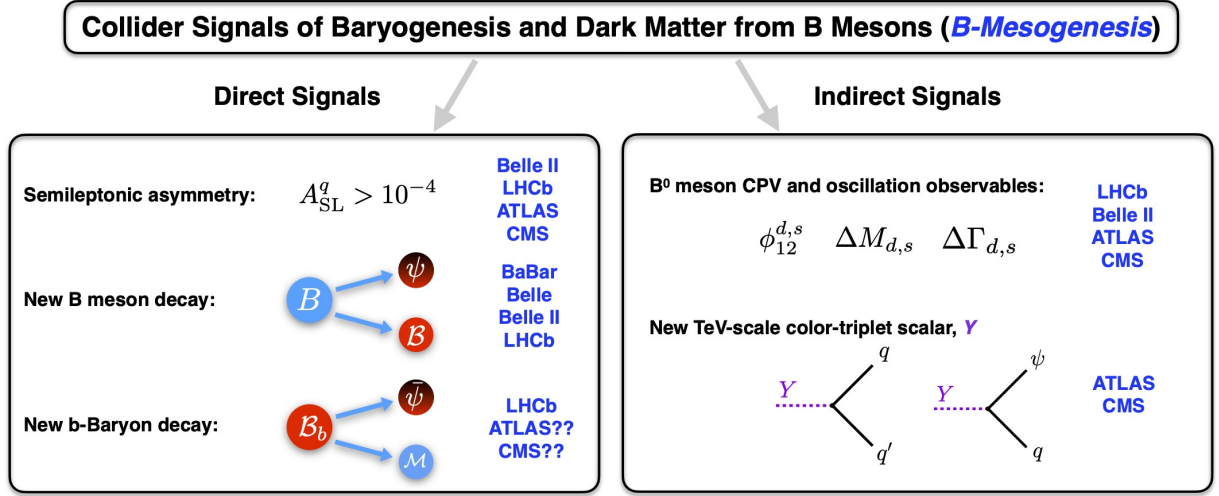 Collider Signals of Baryogenesis and Dark Matter from B Mesons (B-Mesogenesis)
Direct Signals
Semileptonic asymmetry:
A^q_SL > 10^−4
Belle II
LHCb
ATLAS
CMS
New B meson decay:
B
ψ
ℬ
BaBar
Belle
Belle II
LHCb
New b-Baryon decay:
ℬ_b
ψ̄
ℳ
LHCb
ATLAS??
CMS??
Indirect Signals
B⁰ meson CPV and oscillation observables:
ϕ^{d,s}_12 ΔM_{d,s} ΔΓ_{d,s}
LHCb
Belle II
ATLAS
CMS
New TeV-scale color-triplet scalar, Y
Y
q
q′
Y
ψ
q
ATLAS
CMS